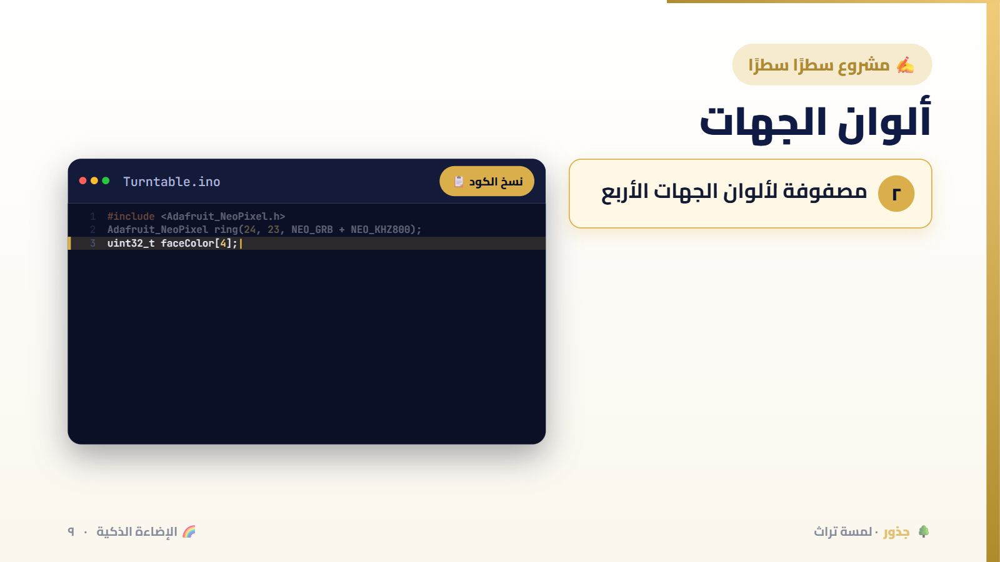 ✍️ مشروع سطرًا سطرًا
ألوان الجهات
٢ مصفوفة لألوان الجهات الأربع
Turntable.ino
نسخ الكود 📋
1 #include <Adafruit_NeoPixel.h>
2 Adafruit_NeoPixel ring(24, 23, NEO_GRB + NEO_KHZ800);
3 uint32_t faceColor[4];|
🌳 جذور · لمسة تراث
🌈 الإضاءة الذكية · ٩